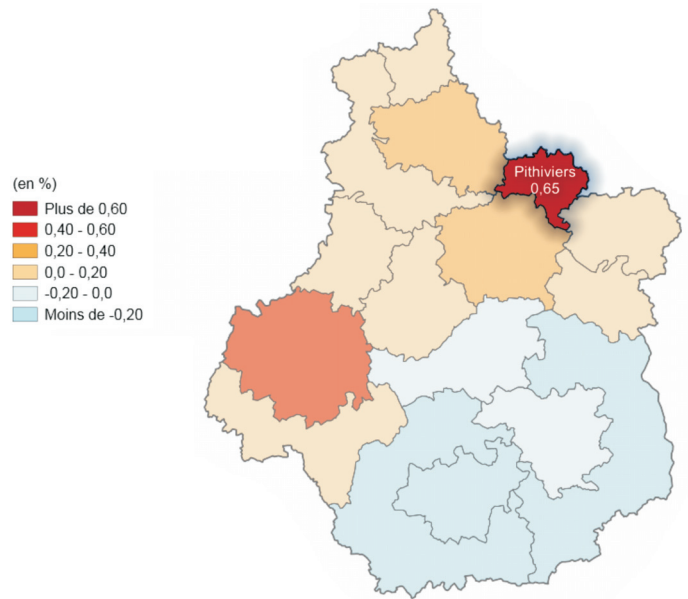 (en %)
Plus de 0,60
0,40 - 0,60
0,20 - 0,40
0,0 - 0,20
-0,20 - 0,0
Moins de -0,20
Pithiviers
0,65